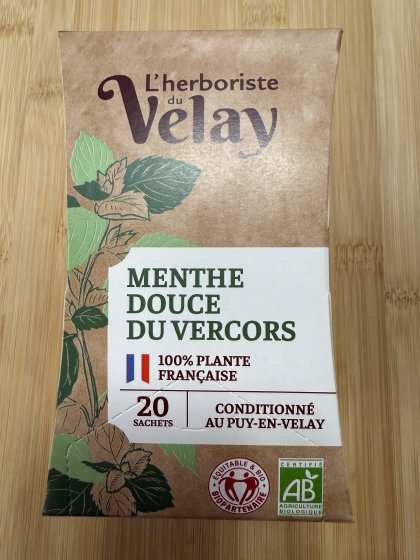 L'herboriste
du
Velay
MENTHE
DOUCE
DU VERCORS
100% PLANTE
FRANÇAISE
20
SACHETS
CONDITIONNÉ
AU PUY-EN-VELAY
ÉQUITABLE & BIO
BIOPARTENAIRE
CERTIFIÉ
AB
AGRICULTURE
BIOLOGIQUE